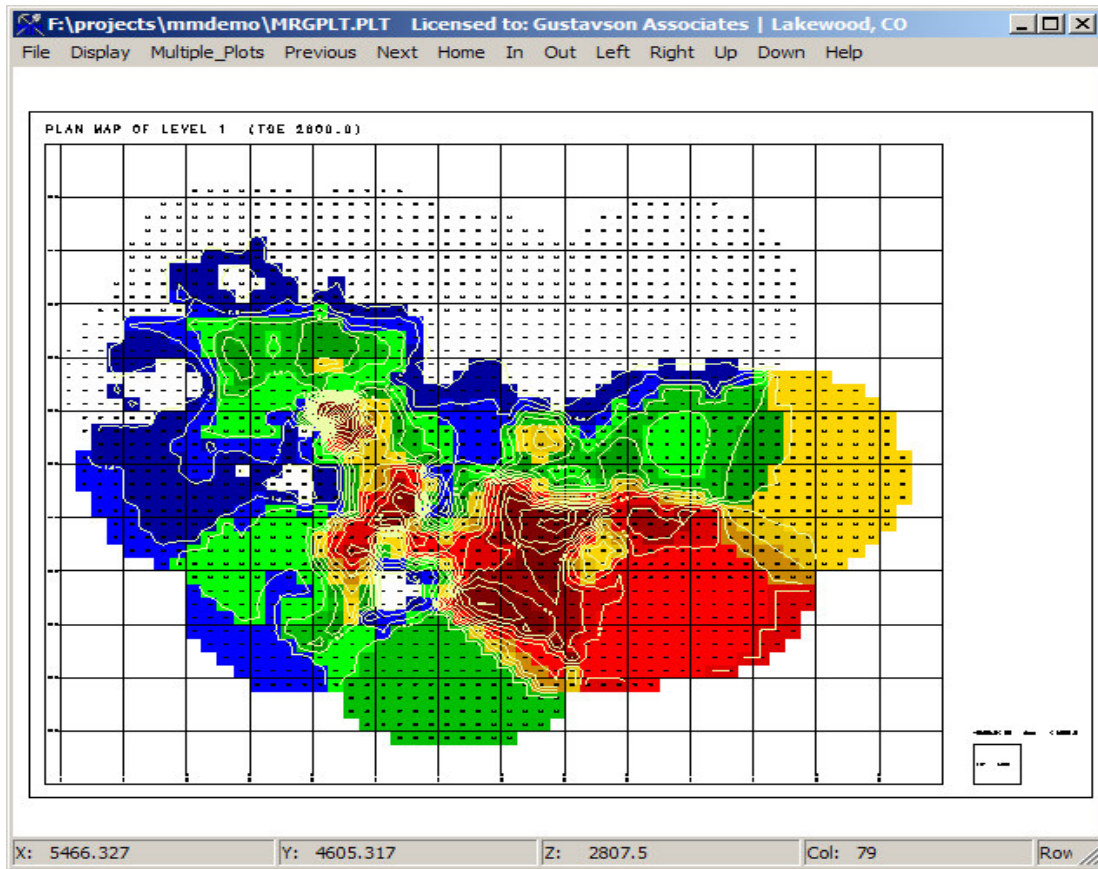 F:\projects\mmdemo\MRGPLT.PLT Licensed to: Gustavson Associates | Lakewood, CO
File Display Multiple_Plots Previous Next Home In Out Left Right Up Down Help
PLAN MAP OF LEVEL 1 (TOE 2800.0)
X: 5466.327 Y: 4605.317 Z: 2807.5 Col: 79 Row